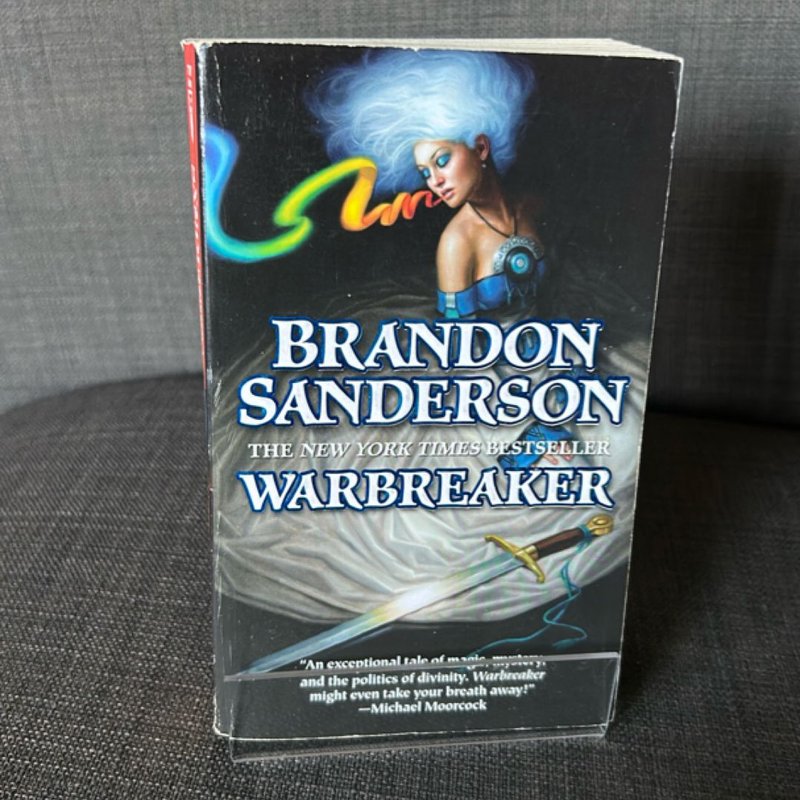 BRANDON
SANDERSON
THE NEW YORK TIMES BESTSELLER
WARBREAKER
"An exceptional tale of magic, mystery,
and the politics of divinity. Warbreaker
might even take your breath away!"
—Michael Moorcock